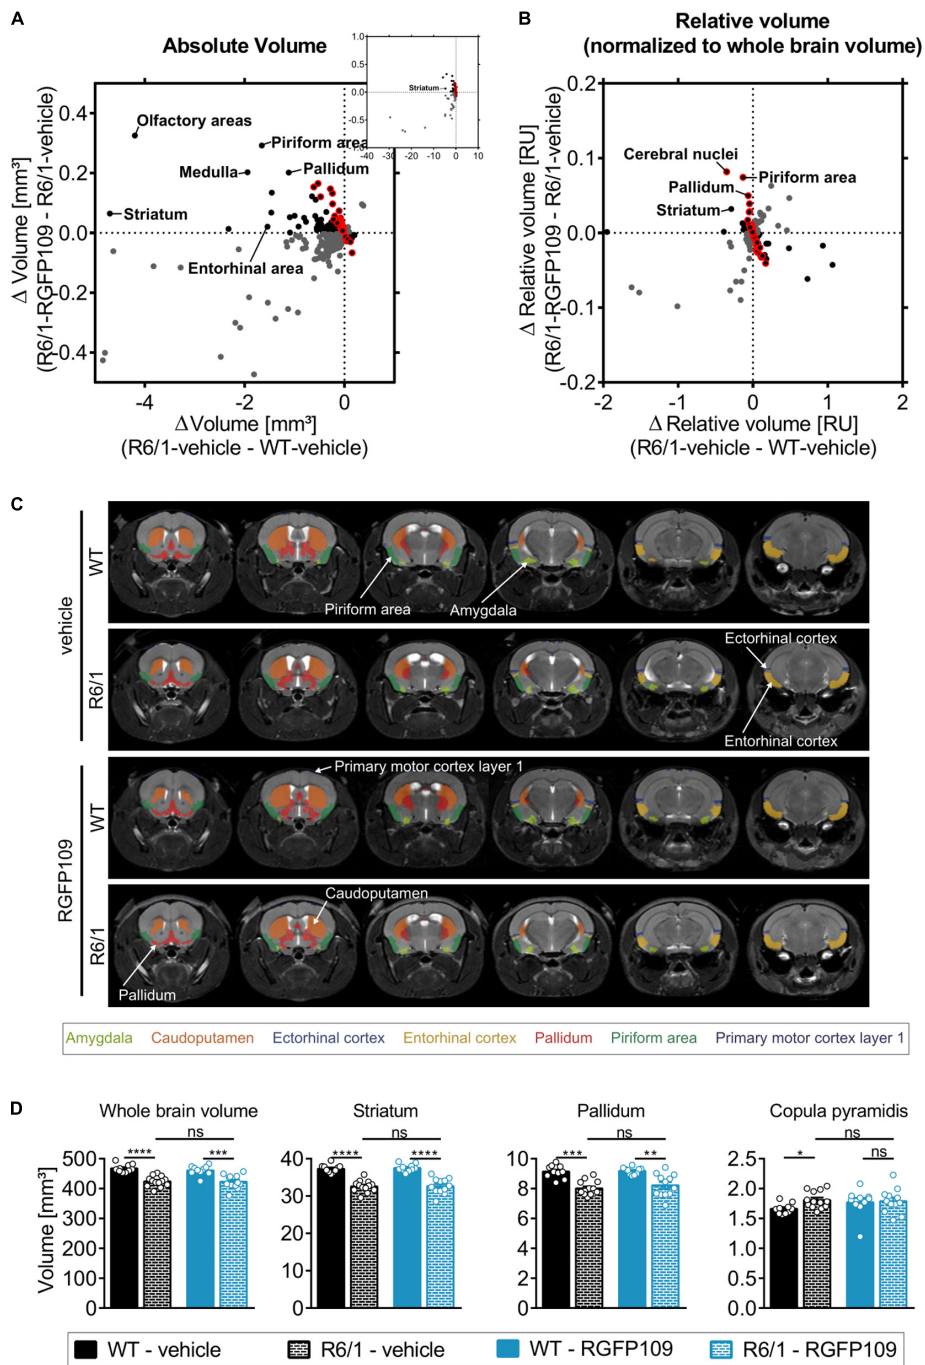 A
Absolute Volume
Δ Volume [mm³]
(R6/1-RGFP109 - R6/1-vehicle)
0.4
0.2
0.0
-0.2
-0.4
-4
-2
0
Δ Volume [mm³]
(R6/1-vehicle - WT-vehicle)
Olfactory areas
Piriform area
Medulla
Pallidum
Striatum
Entorhinal area
1.0
0.5
0.0
-0.5
-1.0
-40
-30
-20
-10
0
10
Striatum
B
Relative volume
(normalized to whole brain volume)
Δ Relative volume [RU]
(R6/1-RGFP109 - R6/1-vehicle)
0.2
0.1
0.0
-0.1
-0.2
-2
-1
0
1
2
Δ Relative volume [RU]
(R6/1-vehicle - WT-vehicle)
Cerebral nuclei
Piriform area
Pallidum
Striatum
C
vehicle
WT
Piriform area
Amygdala
R6/1
Ectorhinal cortex
Entorhinal cortex
RGFP109
WT
Primary motor cortex layer 1
R6/1
Caudoputamen
Pallidum
Amygdala Caudoputamen Ectorhinal cortex Entorhinal cortex Pallidum Piriform area Primary motor cortex layer 1
D
Whole brain volume
ns
**** ***
Volume [mm³]
500
400
300
200
100
0
Striatum
ns
**** ****
40
30
20
10
0
Pallidum
ns
*** **
10
8
6
4
2
0
Copula pyramidis
ns
* ns
2.5
2.0
1.5
1.0
0.5
0.0
WT - vehicle R6/1 - vehicle WT - RGFP109 R6/1 - RGFP109